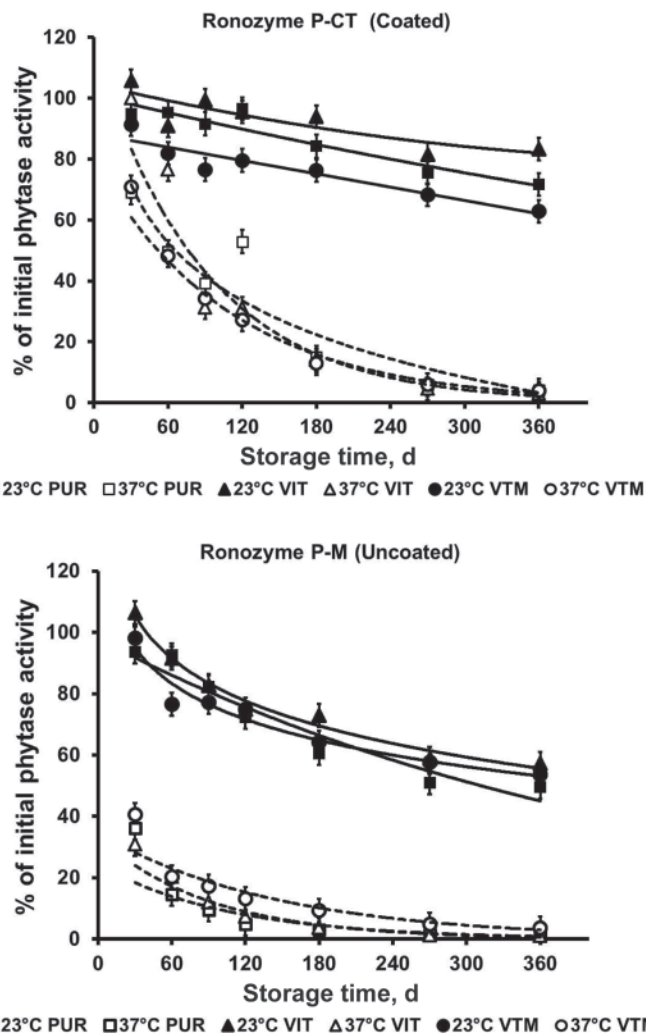 Ronozyme P-CT (Coated)
% of initial phytase activity
120
100
80
60
40
20
0
0 60 120 180 240 300 360
Storage time, d
23°C PUR □37°C PUR ▲23°C VIT △37°C VIT ●23°C VTM ○37°C VTM
Ronozyme P-M (Uncoated)
% of initial phytase activity
120
100
80
60
40
20
0
0 60 120 180 240 300 360
Storage time, d
23°C PUR □37°C PUR ▲23°C VIT △37°C VIT ●23°C VTM ○37°C VTM